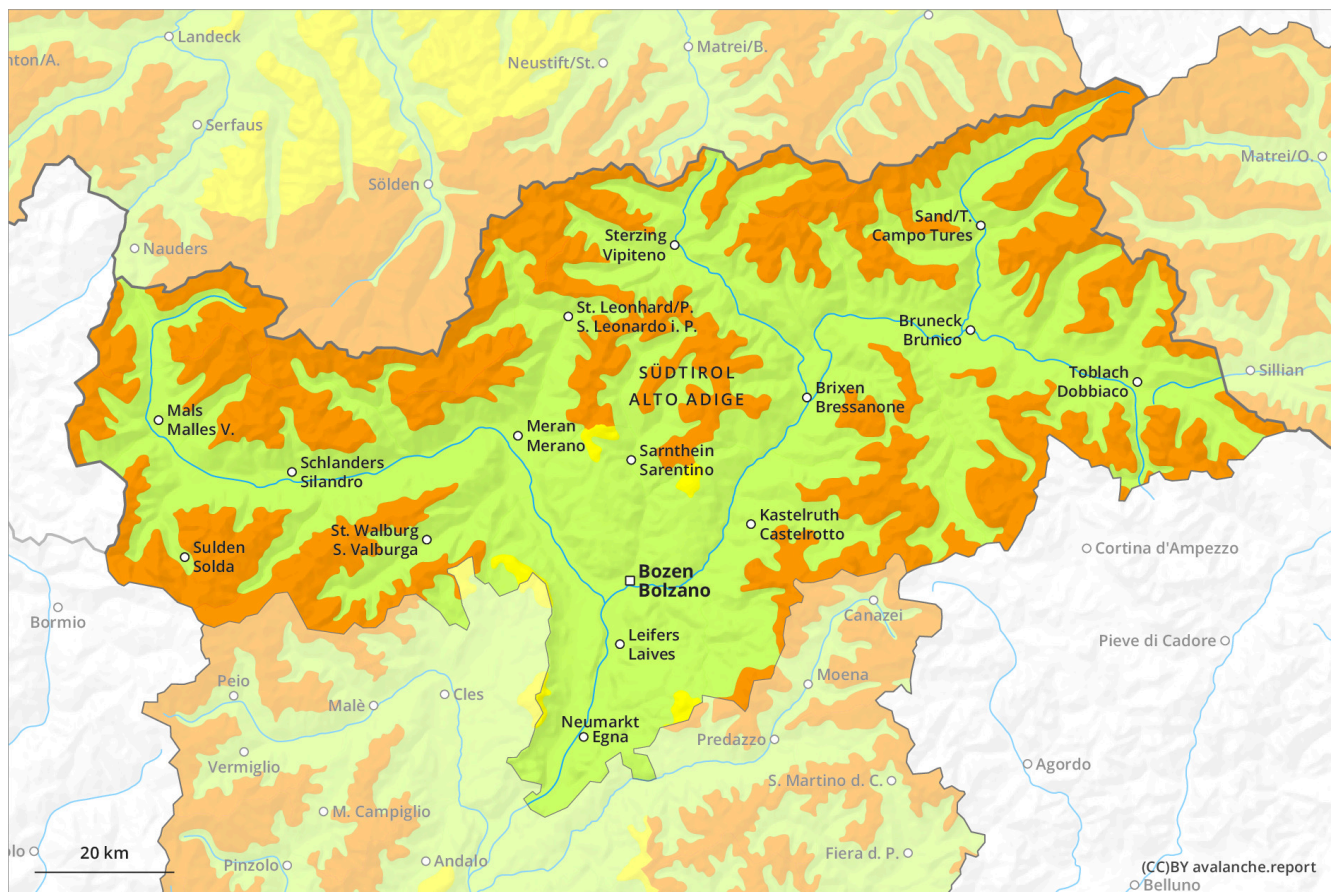 Landeck
nton/A.
Matrei/B.
Neustift/St.
Serfaus
Matrei/O.
Sölden
Sand/T.
Campo Tures
Nauders
Sterzing
Vipiteno
St. Leonhard/P.
S. Leonardo i. P.
Bruneck
Brunico
SÜDTIROL
ALTO ADIGE
Toblach
Dobbiaco
Sillian
Brixen
Bressanone
Mals
Malles V.
Meran
Merano
Sarnthein
Sarentino
Schlanders
Silandro
Kastelruth
Castelrotto
St. Walburg
S. Valburga
Sulden
Solda
Cortina d'Ampezzo
Bozen
Bolzano
Bormio
Canazei
Leifers
Laives
Pieve di Cadore
Peio
Moena
Cles
Malè
Neumarkt
Egna
Predazzo
Vermiglio
Agordo
S. Martino d. C.
M. Campiglio
olo
20 km
Pinzolo
Andalo
Fiera d. P.
(CC)BY avalanche.report
Belluno